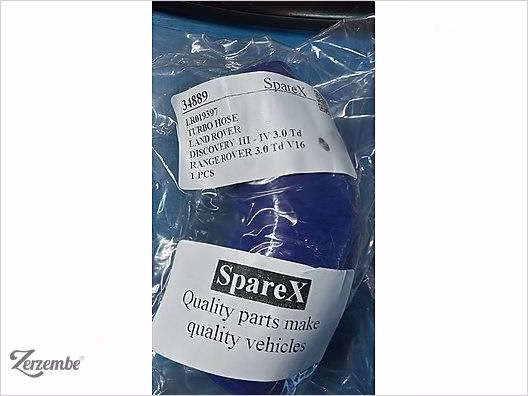 34889 SpareX
LR019397
TURBO HOSE
LAND ROVER
DISCOVERY III - IV 3.0 Td
RANGE ROVER 3.0 Td V16
1 PCS
SpareX
Quality parts make
quality vehicles
Zerzembe®